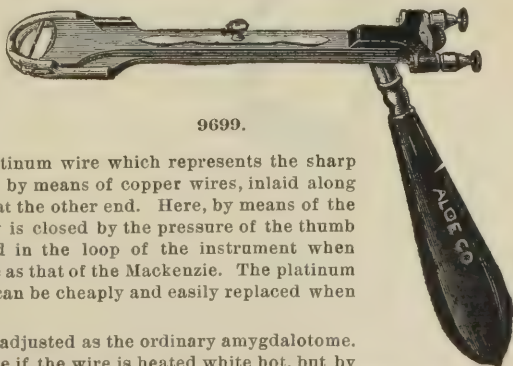 9699.
tinum wire which represents the sharp
by means of copper wires, inlaid along
at the other end. Here, by means of the
is closed by the pressure of the thumb
d in the loop of the instrument when
as that of the Mackenzie. The platinum
can be cheaply and easily replaced when
ALOE CO.
adjusted as the ordinary amygdalotome.
if the wire is heated white hot, but by